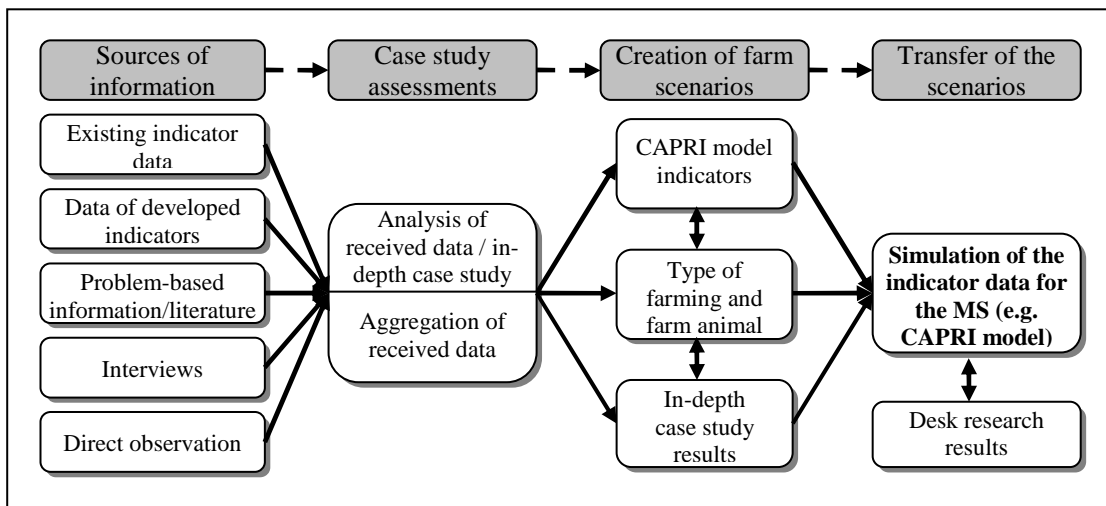 Sources of
information
Case study
assessments
Creation of farm
scenarios
Transfer of the
scenarios
Existing indicator
data
Data of developed
indicators
Problem-based
information/literature
Interviews
Direct observation
Analysis of
received data / in-
depth case study
Aggregation of
received data
CAPRI model
indicators
Type of
farming and
farm animal
In-depth
case study
results
Simulation of the
indicator data for
the MS (e.g.
CAPRI model)
Desk research
results